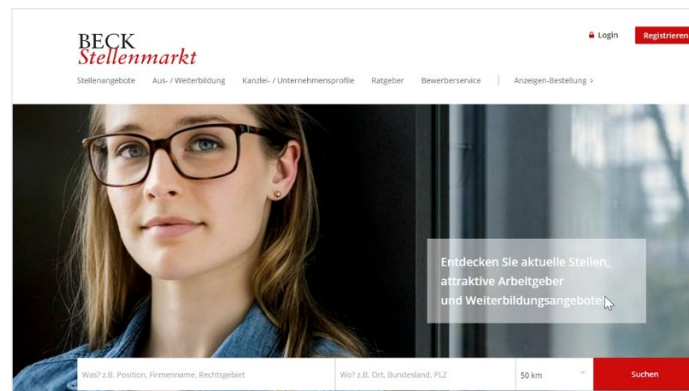 BECK
Stellenmarkt
Login
Registrieren
Stellenangebote Aus- / Weiterbildung Kanzlei- / Unternehmensprofile Ratgeber Bewerberservice Anzeigen-Bestellung >
Entdecken Sie aktuelle Stellen,
attraktive Arbeitgeber
und Weiterbildungsangebote.
Was? z.B. Position, Firmenname, Rechtsgebiet
Wo? z.B. Ort, Bundesland, PLZ
50 km
Suchen